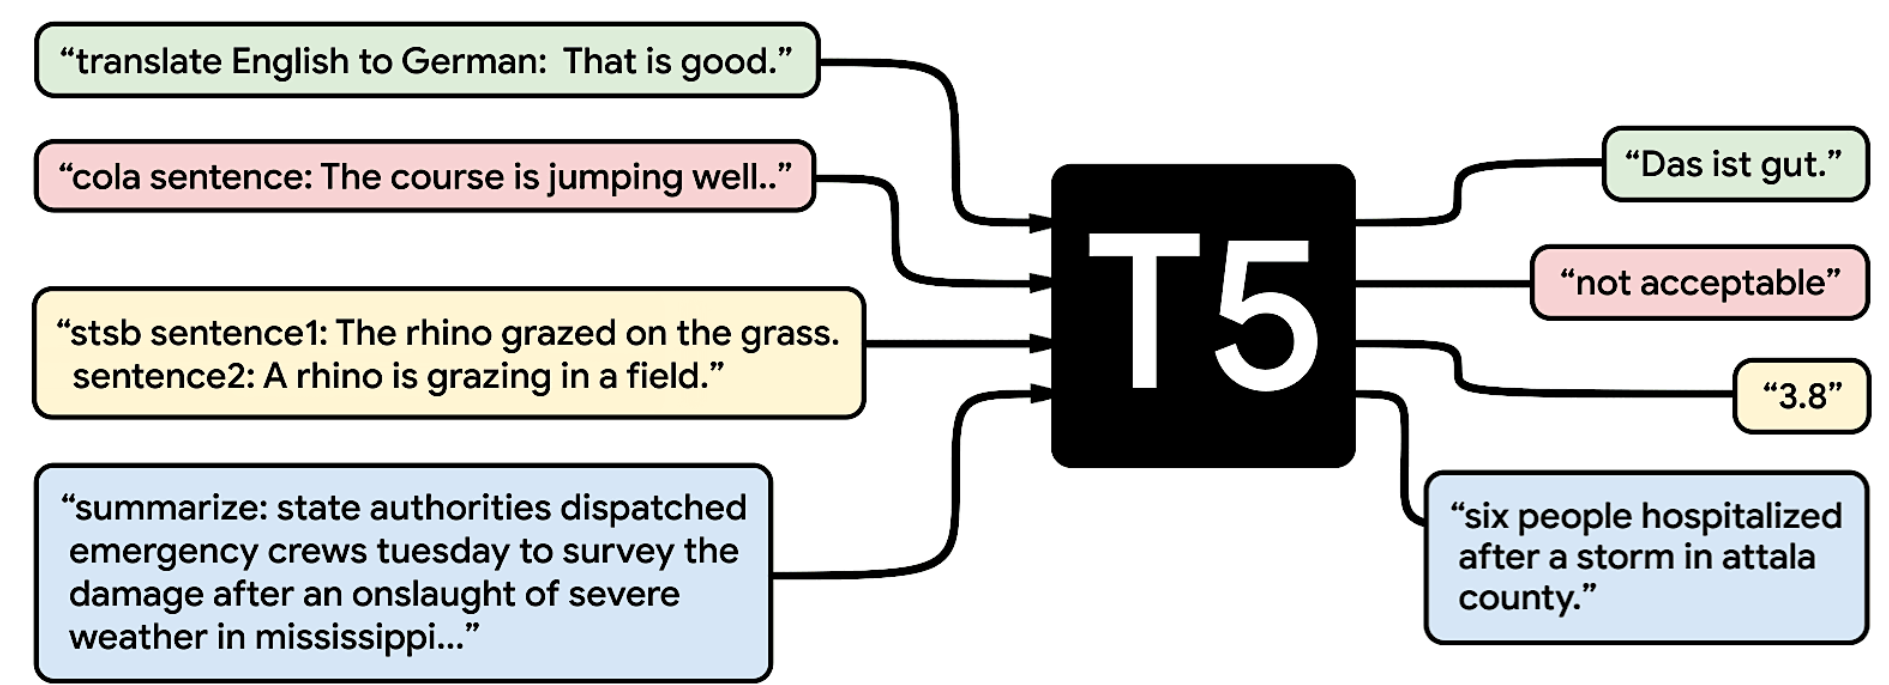 “translate English to German:  That is good.”
“cola sentence: The course is jumping well..”
“stsb sentence1: The rhino grazed on the grass.
sentence2: A rhino is grazing in a field.”
“summarize: state authorities dispatched
emergency crews tuesday to survey the
damage after an onslaught of severe
weather in mississippi...”
T5
“Das ist gut.”
“not acceptable”
“3.8”
“six people hospitalized
after a storm in attala
county.”